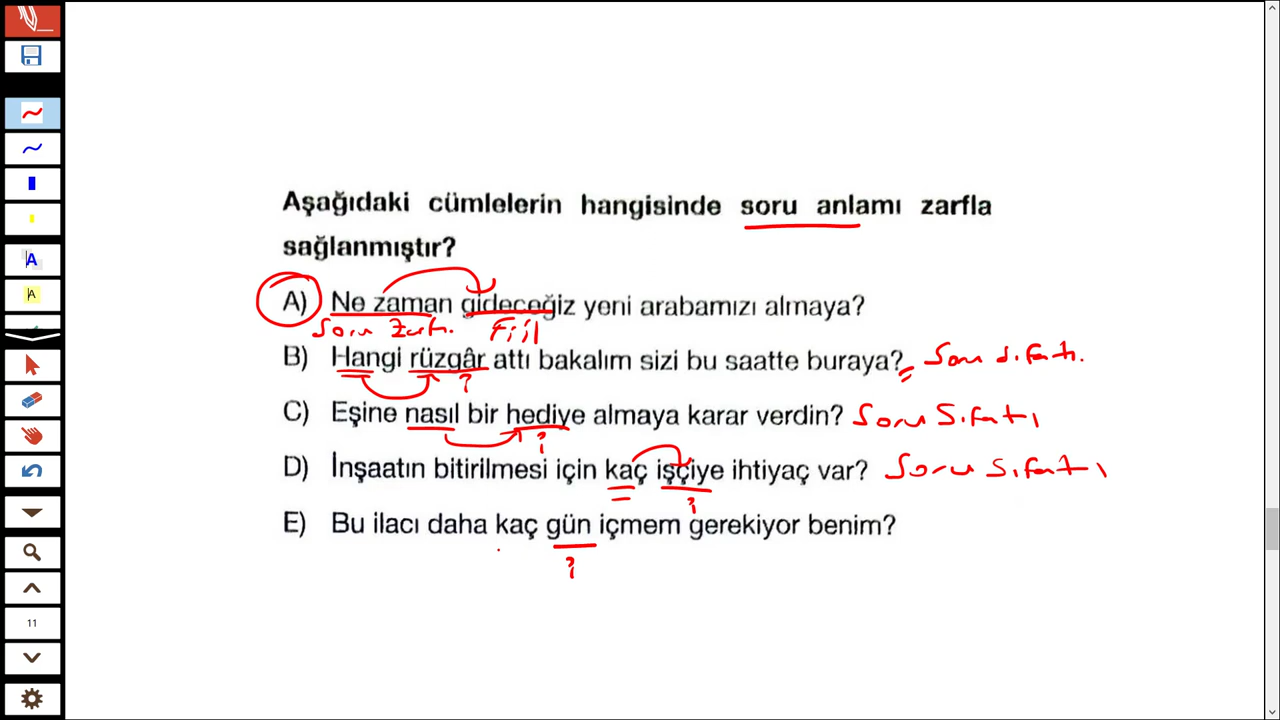 Aşağıdaki cümlelerin hangisinde soru anlamı zarfla
sağlanmıştır?
A) Ne zaman gideceğiz yeni arabamızı almaya?
Soru Zarfı. Fiil
B) Hangi rüzgâr attı bakalım sizi bu saatte buraya? Soru Sıfatı.
i
C) Eşine nasıl bir hediye almaya karar verdin? Soru Sıfatı
i
D) İnşaatın bitirilmesi için kaç işçiye ihtiyaç var? Soru Sıfatı
i
E) Bu ilacı daha kaç gün içmem gerekiyor benim?
i
A
A
11